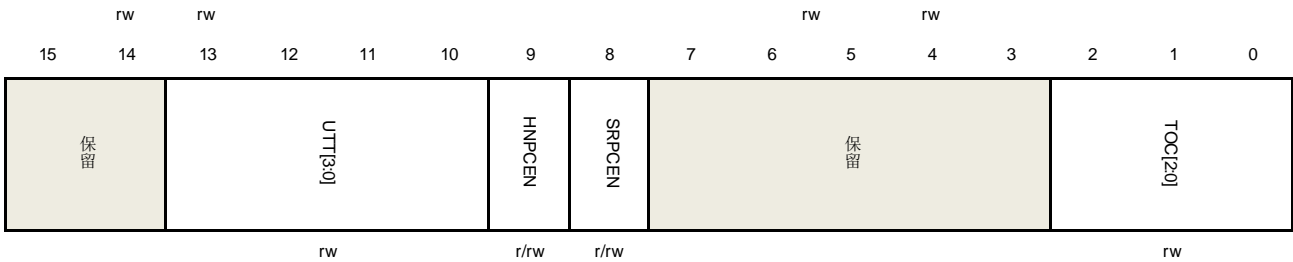 rw rw rw rw
15 14 13 12 11 10 9 8 7 6 5 4 3 2 1 0
保留 UTT[3:0] HNPCEN SRPCEN 保留 TOC[2:0]
rw r/rw r/rw rw